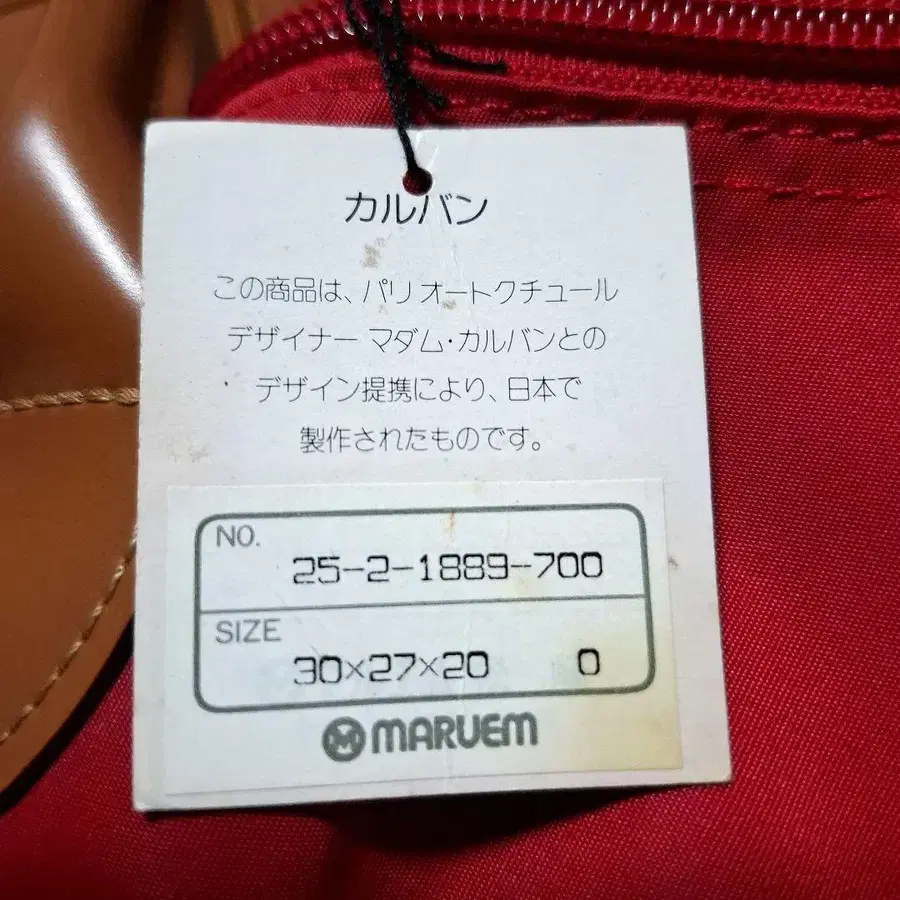 カルバン
この商品は、パリ オートクチュール
デザイナー マダム・カルバンとの
デザイン提携により、日本で
製作されたものです。
NO.
25-2-1889-700
SIZE
30×27×20 0
M MARUEM